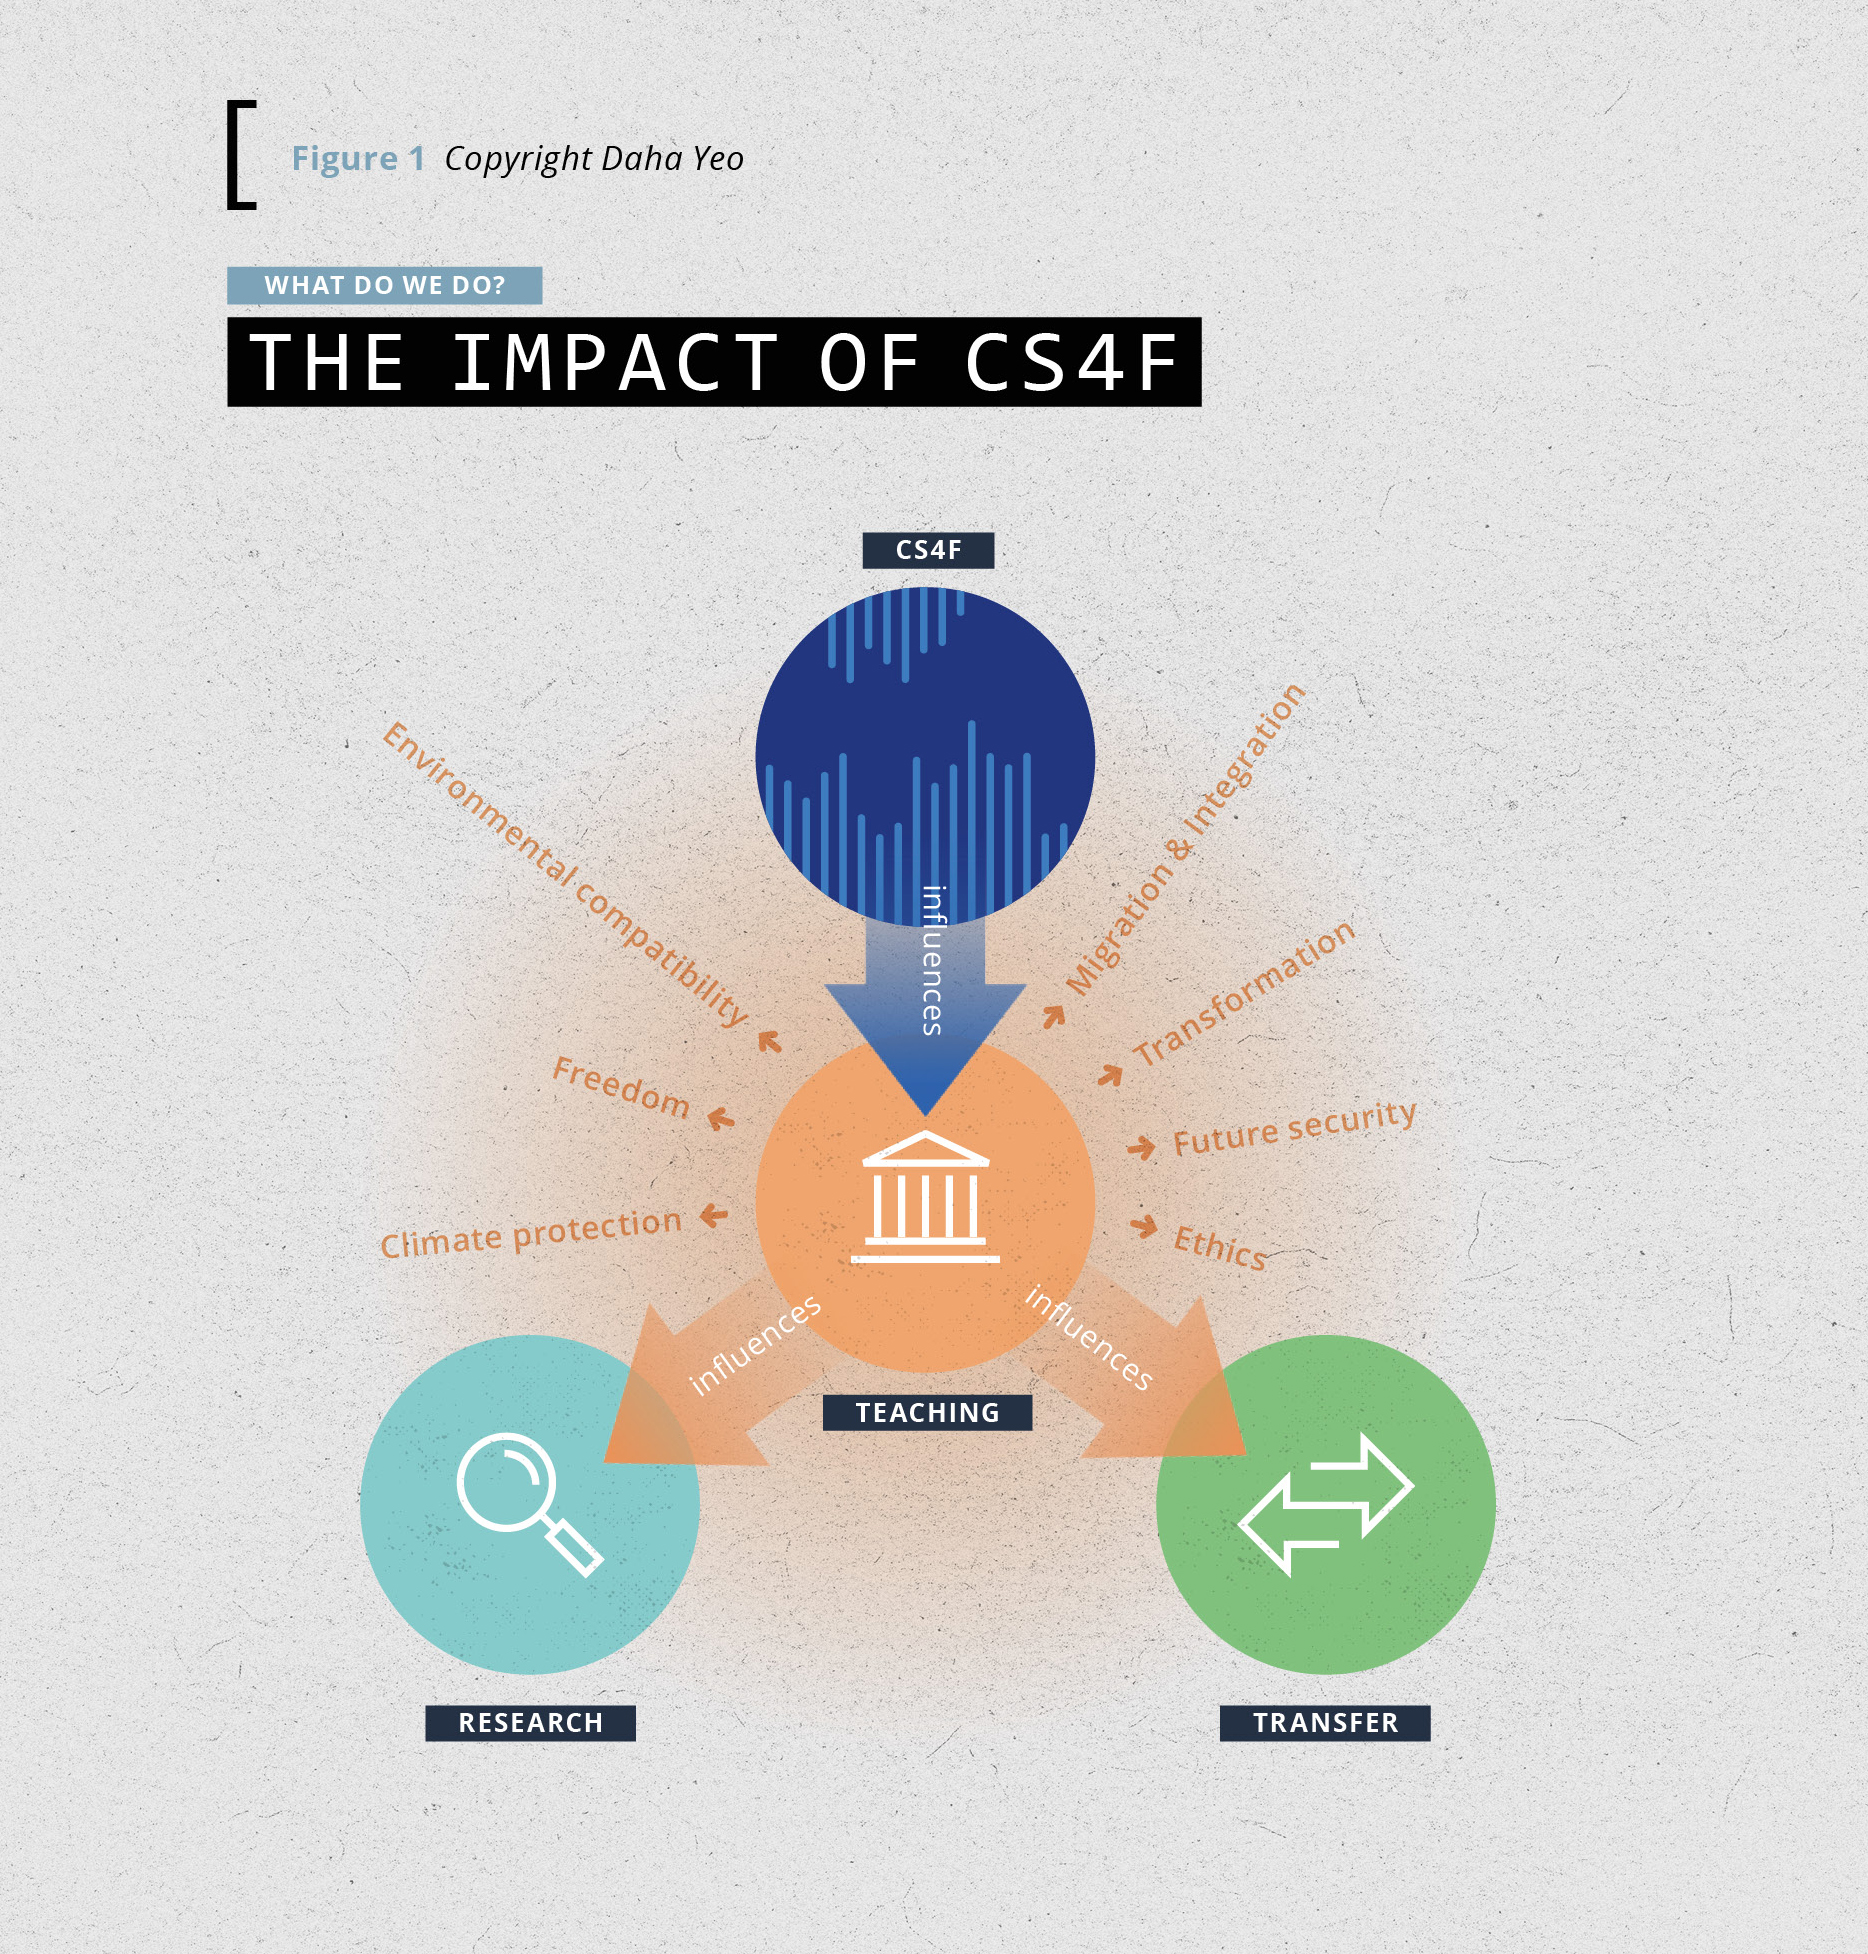 Figure 1 Copyright Daha Yeo
WHAT DO WE DO?
THE IMPACT OF CS4F
CS4F
influences
Environmental compatibility
Freedom
Climate protection
Migration & Integration
Transformation
Future security
Ethics
influences
influences
TEACHING
RESEARCH
TRANSFER